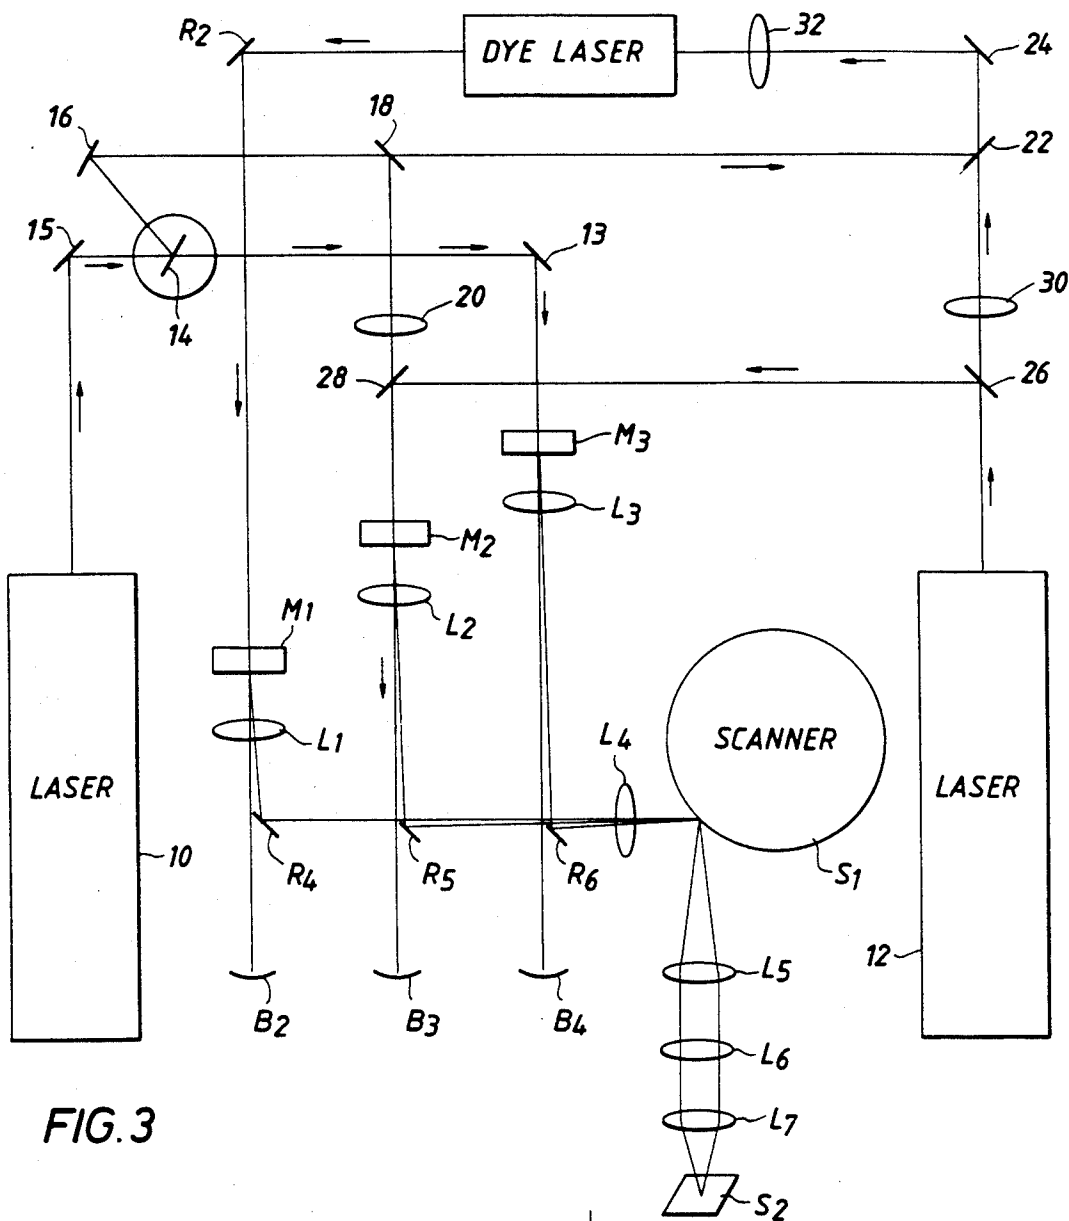 R2
DYE LASER
32
24
16
18
22
15
13
14
20
30
28
26
M3
L3
M2
L2
M1
L1
L4
SCANNER
LASER
LASER
10
R4
R5
R6
S1
12
L5
B2
B3
B4
L6
FIG. 3
L7
S2